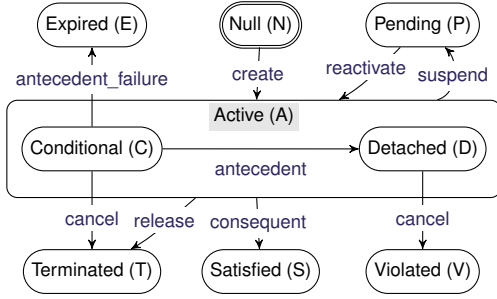 Expired (E)
Null (N)
Pending (P)
antecedent_failure
create
reactivate
suspend
Active (A)
Conditional (C)
antecedent
Detached (D)
cancel
release
consequent
cancel
Terminated (T)
Satisfied (S)
Violated (V)